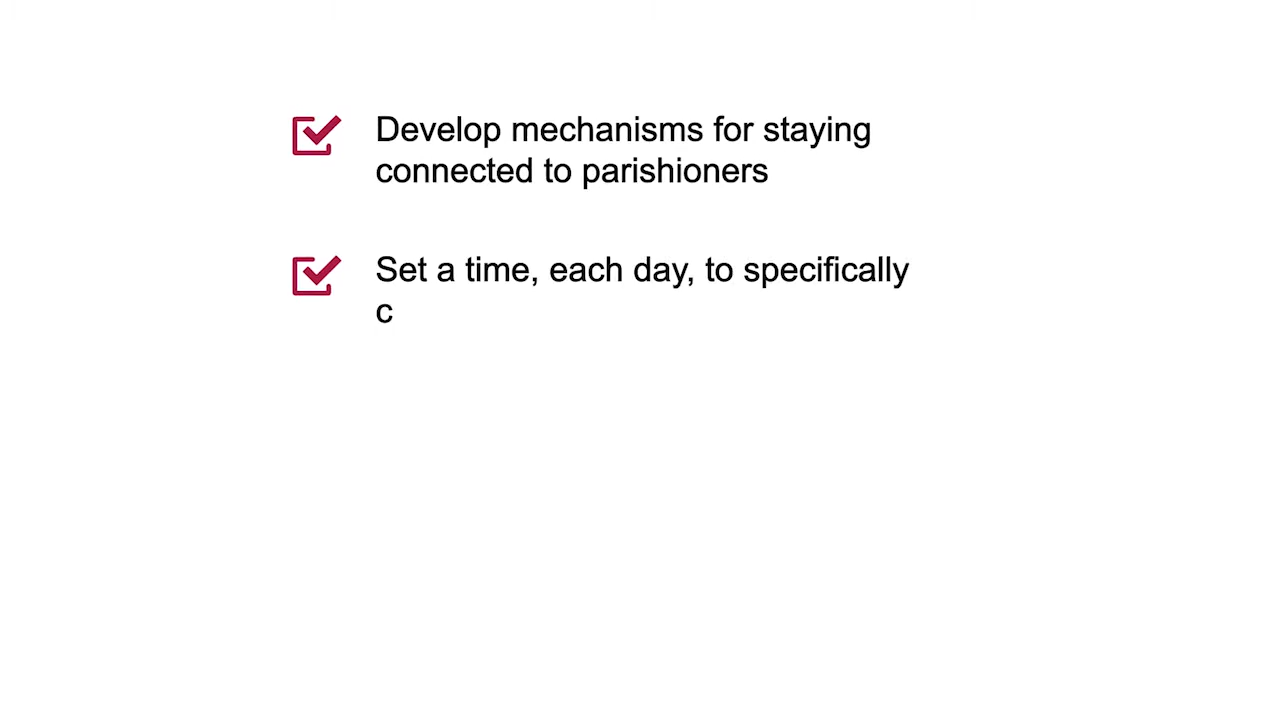 Develop mechanisms for staying
connected to parishioners
Set a time, each day, to specifically
c